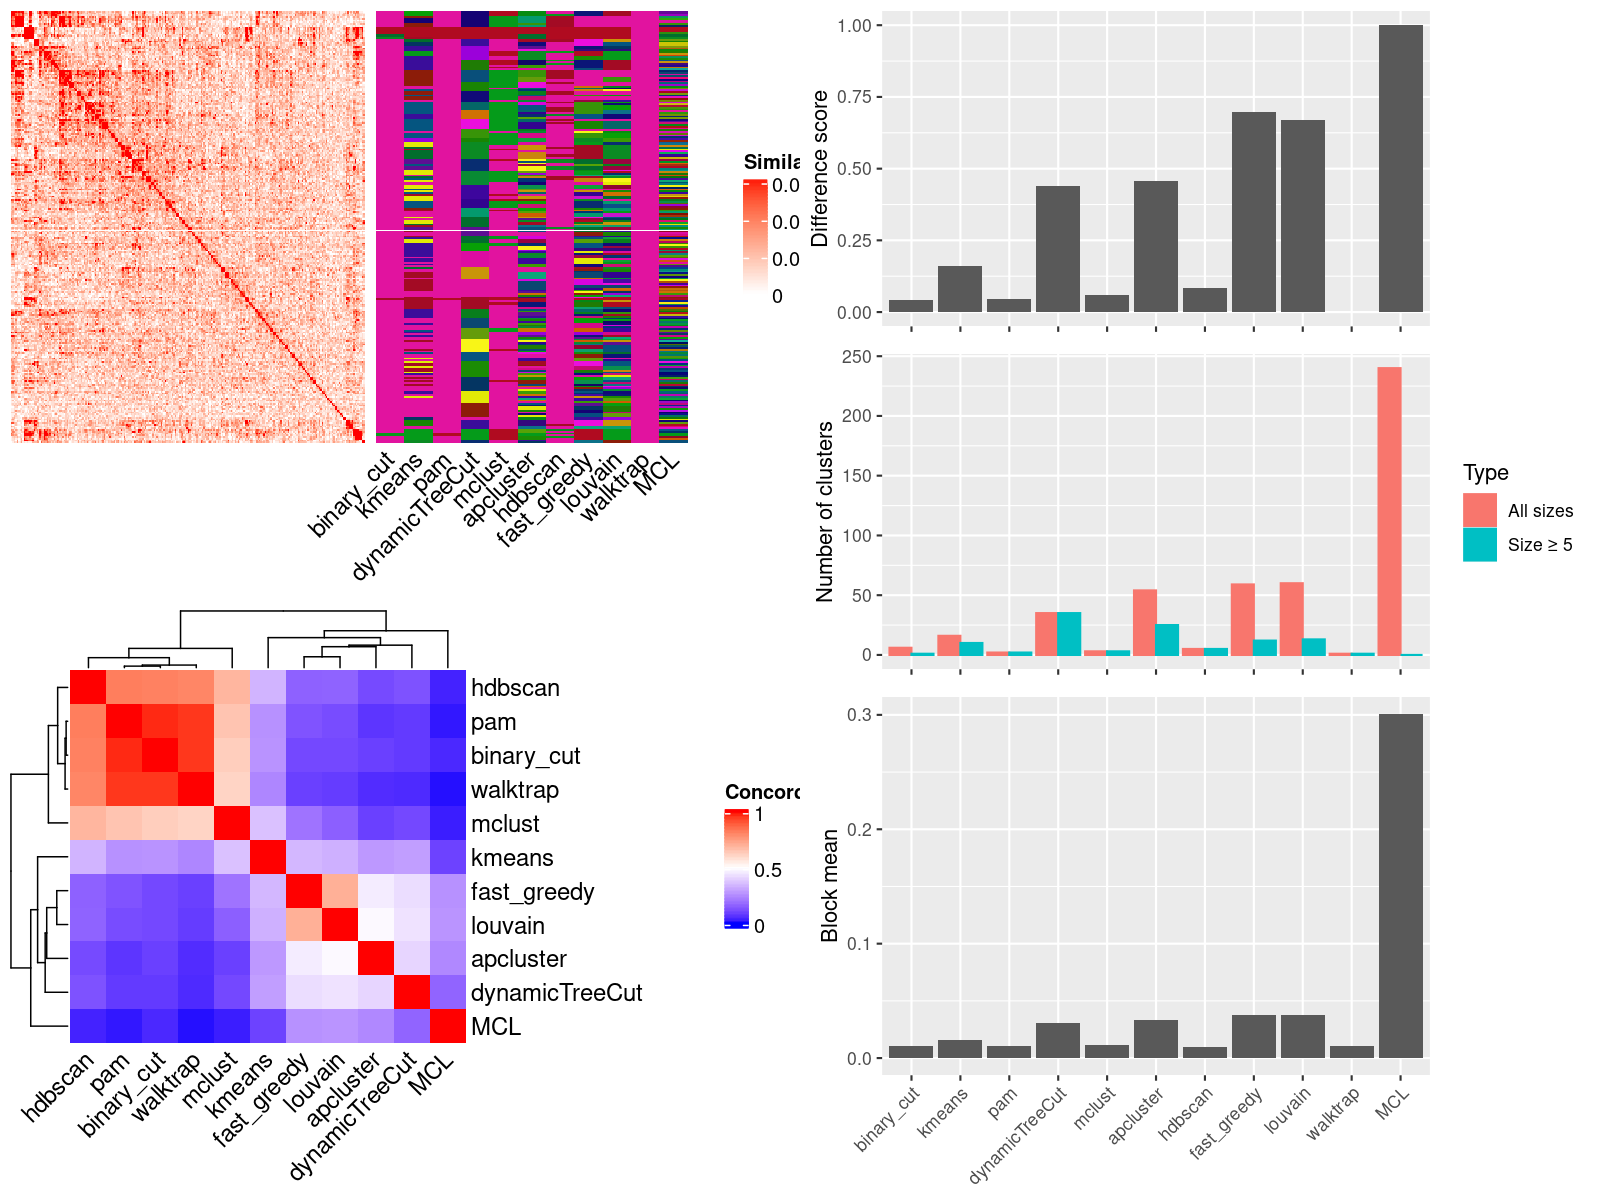 Simila
0.0
0.0
0.0
0
binary_cut
kmeans
pam
dynamicTreeCut
mclust
apcluster
hdbscan
fast_greedy
louvain
walktrap
MCL
hdbscan
pam
binary_cut
walktrap
mclust
kmeans
fast_greedy
louvain
apcluster
dynamicTreeCut
MCL
hdbscan
pam
binary_cut
walktrap
mclust
kmeans
fast_greedy
louvain
apcluster
dynamicTreeCut
MCL
Concord
1
0.5
0
Difference score
1.00
0.75
0.50
0.25
0.00
Number of clusters
250
200
150
100
50
0
Type
All sizes
Size ≥ 5
Block mean
0.3
0.2
0.1
0.0
binary_cut
kmeans
pam
dynamicTreeCut
mclust
apcluster
hdbscan
fast_greedy
louvain
walktrap
MCL